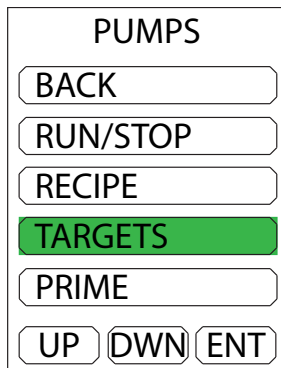 PUMPS
BACK
RUN/STOP
RECIPE
TARGETS
PRIME
UP DWN ENT